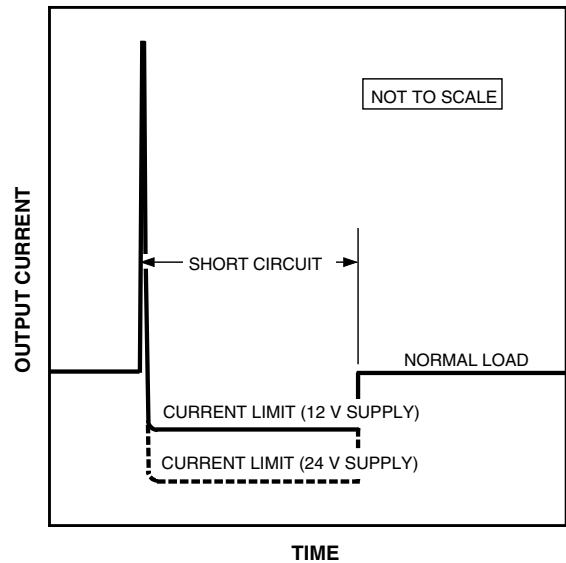 NOT TO SCALE
SHORT CIRCUIT
NORMAL LOAD
CURRENT LIMIT (12 V SUPPLY)
CURRENT LIMIT (24 V SUPPLY)
OUTPUT CURRENT
TIME